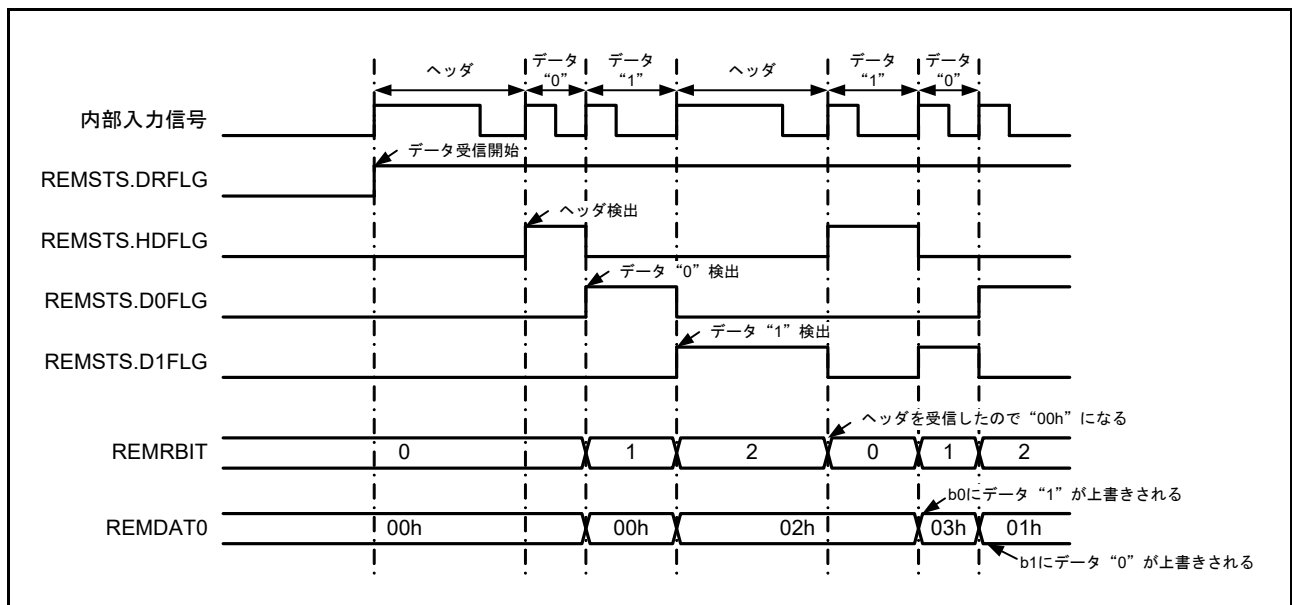 ヘッダ
データ
“0”
データ
“1”
ヘッダ
データ
“1”
データ
“0”
内部入力信号
データ受信開始
REMSTS.DRFLG
ヘッダ検出
REMSTS.HDFLG
データ“0”検出
REMSTS.D0FLG
データ“1”検出
REMSTS.D1FLG
ヘッダを受信したので“00h”になる
REMRBIT 0 1 2 0 1 2
b0にデータ“1”が上書きされる
REMDAT0 00h 00h 02h 03h 01h
b1にデータ“0”が上書きされる